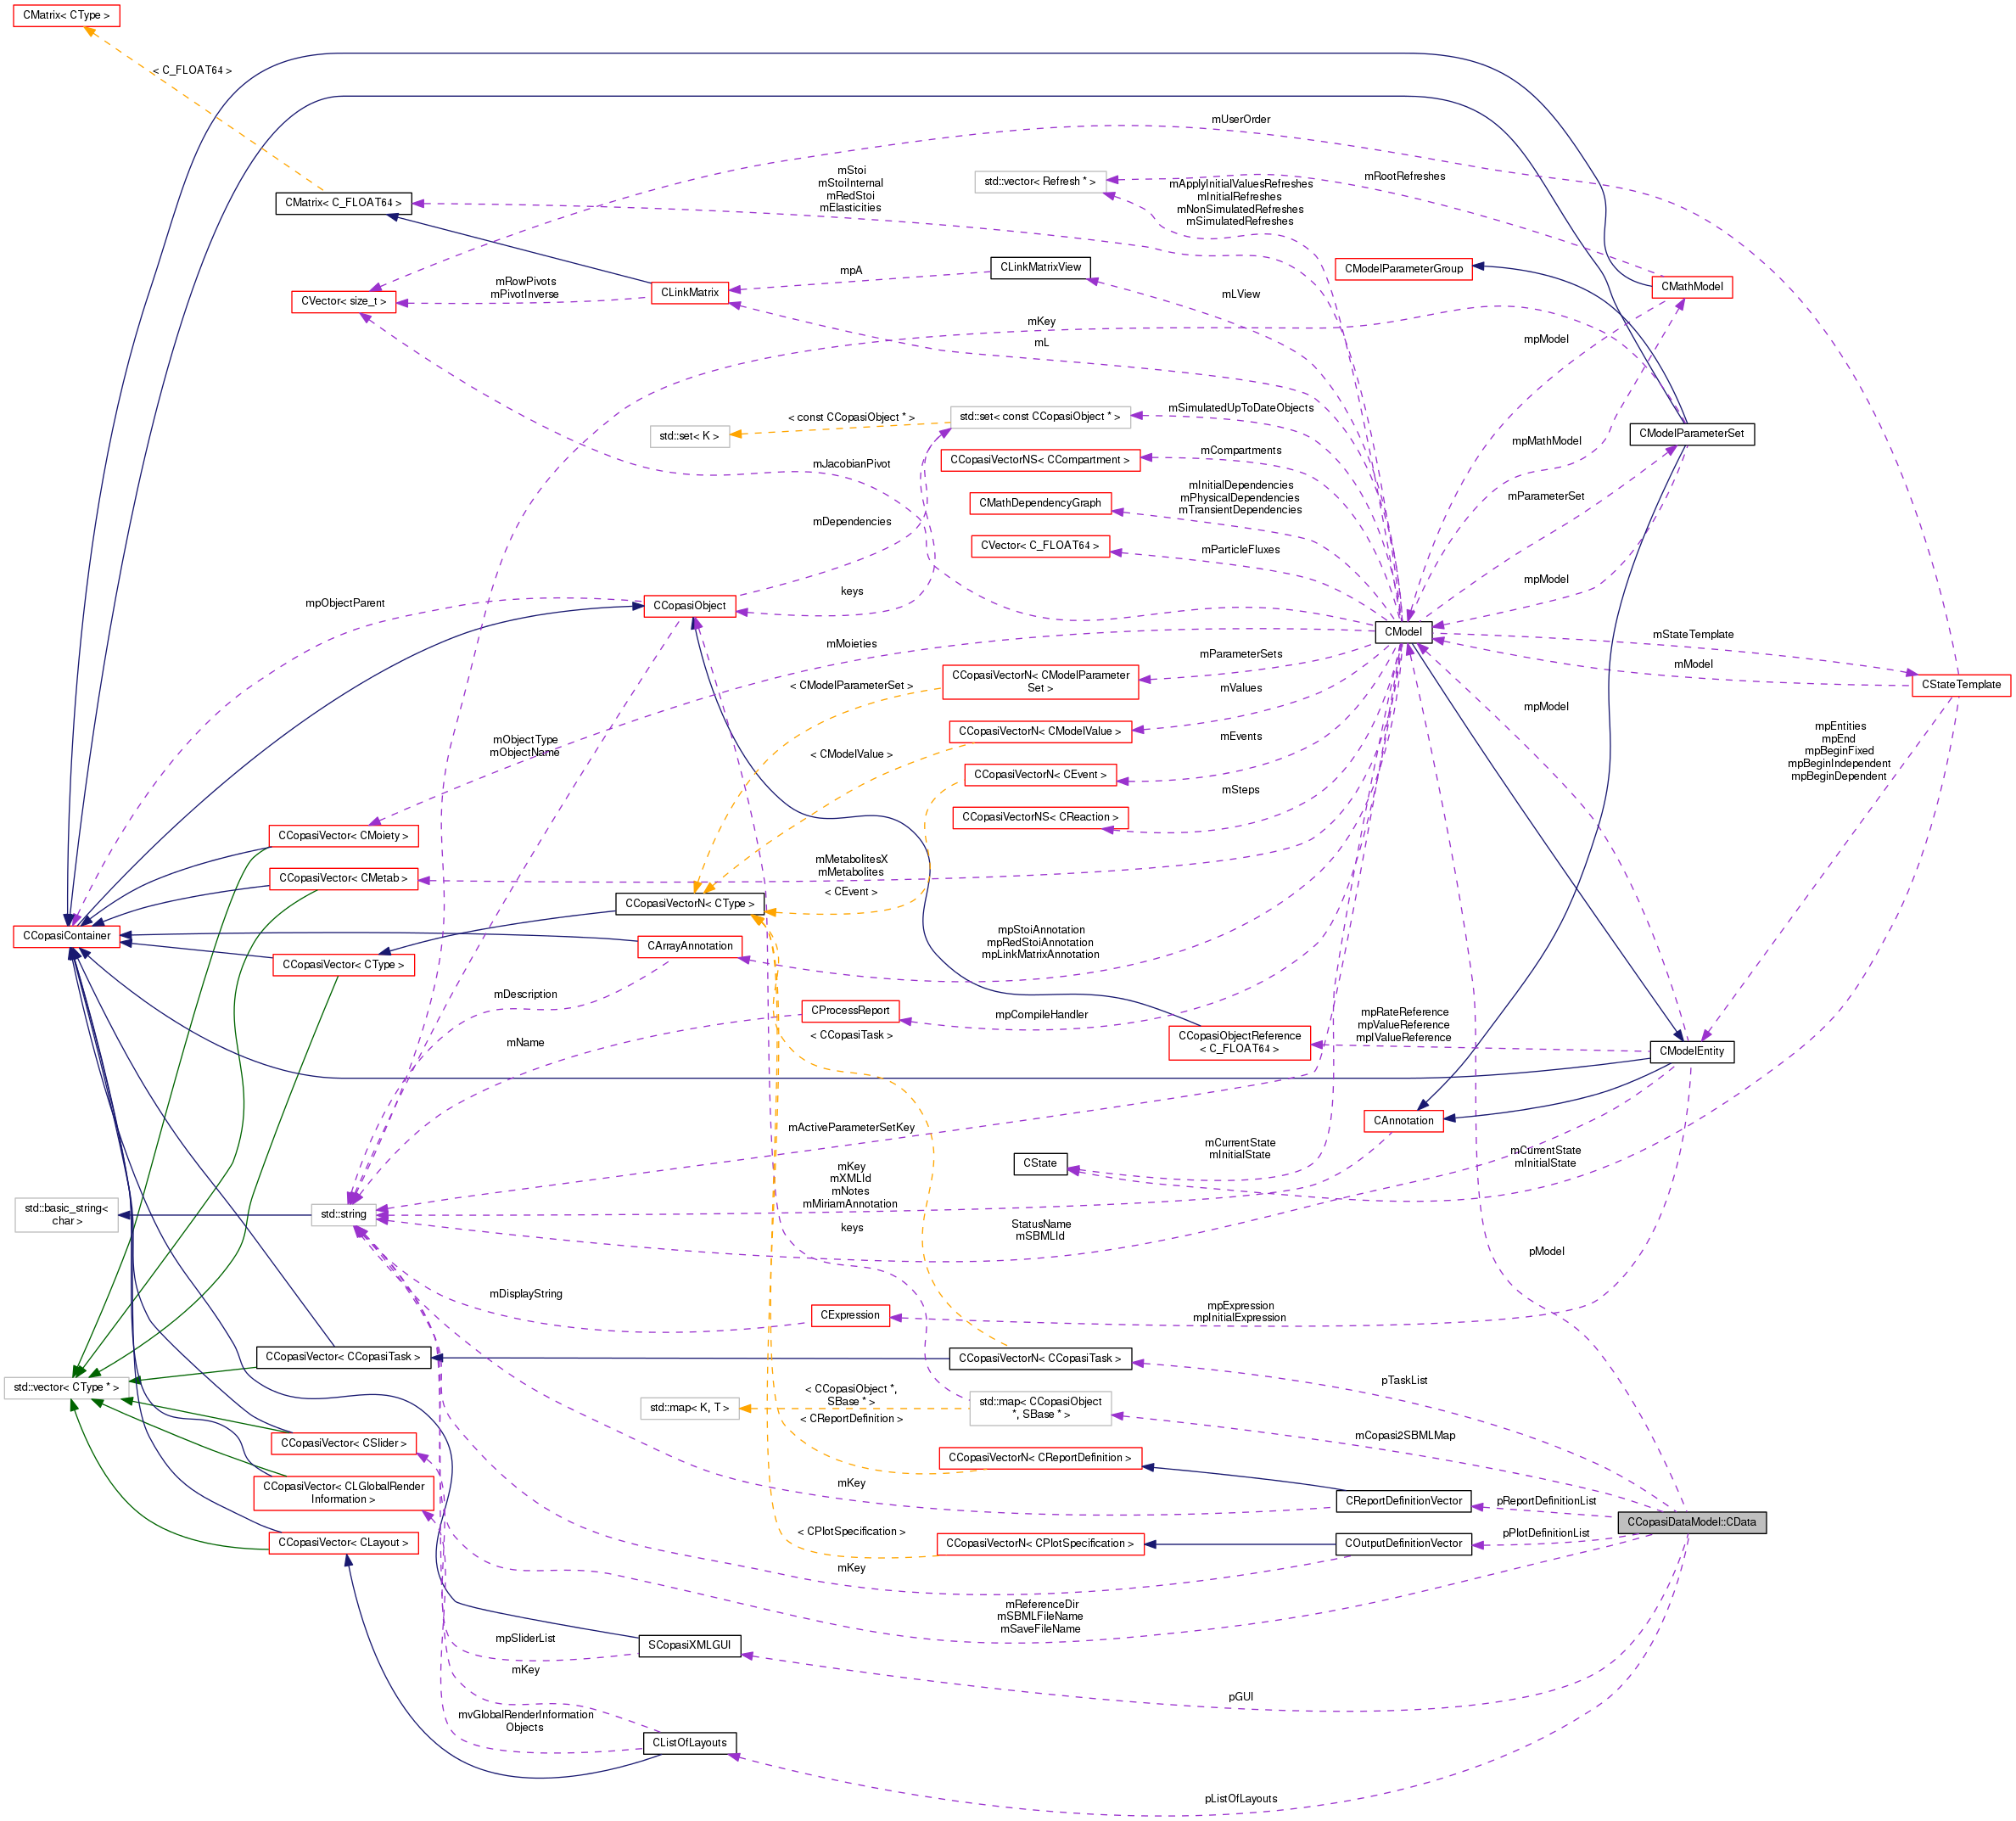 CMatrix< CType >
< C_FLOAT64 >
mUserOrder
mStoi
mStoiInternal
mRedStoi
mElasticities
std::vector< Refresh * >
mApplyInitialValuesRefreshes
mInitialRefreshes
mNonSimulatedRefreshes
mSimulatedRefreshes
mRootRefreshes
CMatrix< C_FLOAT64 >
CLinkMatrixView
CModelParameterGroup
mpA
mRowPivots
mPivotInverse
CVector< size_t >
CLinkMatrix
mLView
CMathModel
mKey
mL
mpModel
< const CCopasiObject * >
std::set< const CCopasiObject * >
mSimulatedUpToDateObjects
std::set< K >
CModelParameterSet
mpMathModel
CCopasiVectorNS< CCompartment >
mCompartments
mJacobianPivot
CMathDependencyGraph
mInitialDependencies
mPhysicalDependencies
mTransientDependencies
mParameterSet
mDependencies
CVector< C_FLOAT64 >
mParticleFluxes
mpModel
keys
mpObjectParent
CCopasiObject
CModel
mStateTemplate
mMoieties
mParameterSets
mModel
CCopasiVectorN< CModelParameter
Set >
< CModelParameterSet >
CStateTemplate
mValues
mpModel
CCopasiVectorN< CModelValue >
mpEntities
mpEnd
mpBeginFixed
mpBeginIndependent
mpBeginDependent
mObjectType
mObjectName
< CModelValue >
mEvents
CCopasiVectorN< CEvent >
mSteps
CCopasiVectorNS< CReaction >
CCopasiVector< CMoiety >
mMetabolitesX
mMetabolites
CCopasiVector< CMetab >
< CEvent >
CCopasiVectorN< CType >
CCopasiContainer
CArrayAnnotation
mpStoiAnnotation
mpRedStoiAnnotation
mpLinkMatrixAnnotation
CCopasiVector< CType >
mDescription
CProcessReport
mpCompileHandler
mpRateReference
mpValueReference
mpIValueReference
mName
< CCopasiTask >
CCopasiObjectReference
< C_FLOAT64 >
CModelEntity
CAnnotation
mActiveParameterSetKey
mCurrentState
mInitialState
mCurrentState
mInitialState
CState
mKey
mXMLId
mNotes
mMiriamAnnotation
std::basic_string<
char >
std::string
keys
StatusName
mSBMLId
pModel
mDisplayString
CExpression
mpExpression
mpInitialExpression
CCopasiVector< CCopasiTask >
CCopasiVectorN< CCopasiTask >
pTaskList
std::vector< CType * >
< CCopasiObject *,
SBase * >
std::map< K, T >
std::map< CCopasiObject
*, SBase * >
< CReportDefinition >
mCopasi2SBMLMap
CCopasiVector< CSlider >
CCopasiVectorN< CReportDefinition >
mKey
CCopasiVector< CLGlobalRender
Information >
CReportDefinitionVector
pReportDefinitionList
CCopasiDataModel::CData
< CPlotSpecification >
pPlotDefinitionList
CCopasiVector< CLayout >
CCopasiVectorN< CPlotSpecification >
COutputDefinitionVector
mKey
mReferenceDir
mSBMLFileName
mSaveFileName
mpSliderList
SCopasiXMLGUI
mKey
pGUI
mvGlobalRenderInformation
Objects
CListOfLayouts
pListOfLayouts